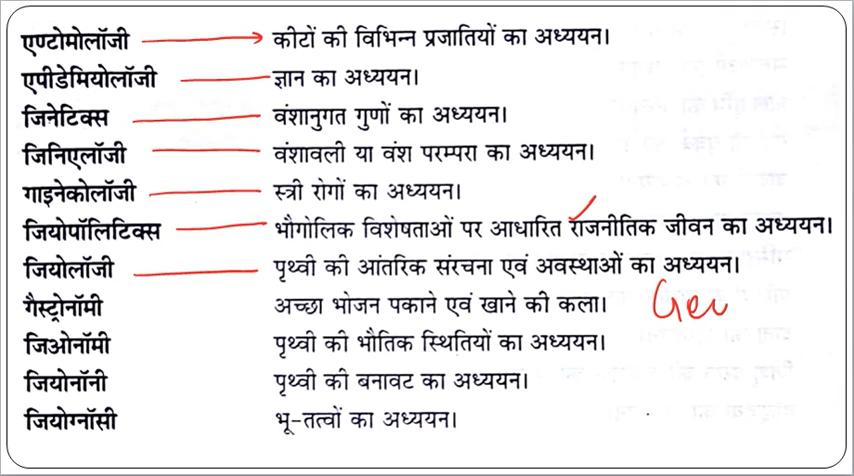 एण्टोमोलॉजी कीटों की विभिन्न प्रजातियों का अध्ययन।
एपीडेमियोलॉजी ज्ञान का अध्ययन।
जिनेटिक्स वंशानुगत गुणों का अध्ययन।
जिनिएलॉजी वंशावली या वंश परम्परा का अध्ययन।
गाइनेकोलॉजी स्त्री रोगों का अध्ययन।
जियोपॉलिटिक्स भौगोलिक विशेषताओं पर आधारित राजनीतिक जीवन का अध्ययन।
जियोलॉजी पृथ्वी की आंतरिक संरचना एवं अवस्थाओं का अध्ययन।
गैस्ट्रोनॉमी अच्छा भोजन पकाने एवं खाने की कला।
जिओनॉमी पृथ्वी की भौतिक स्थितियों का अध्ययन।
जियोनॉनी पृथ्वी की बनावट का अध्ययन।
जियोग्नॉसी भू-तत्वों का अध्ययन।